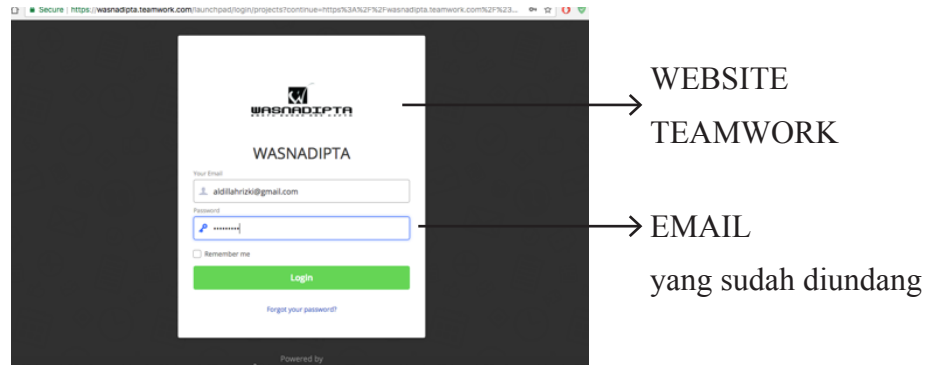 Secure | https://wasnadipta.teamwork.com/launchpad/login/projects?continue=https%3A%2F%2Fwasnadipta.teamwork.com%2F%23...
WASNADIPTA
WASNADIPTA
Your Email
aldillahrizki@gmail.com
Password
•••••••••
Remember me
Login
Forgot your password?
Powered by
WEBSITE
TEAMWORK
EMAIL
yang sudah diundang